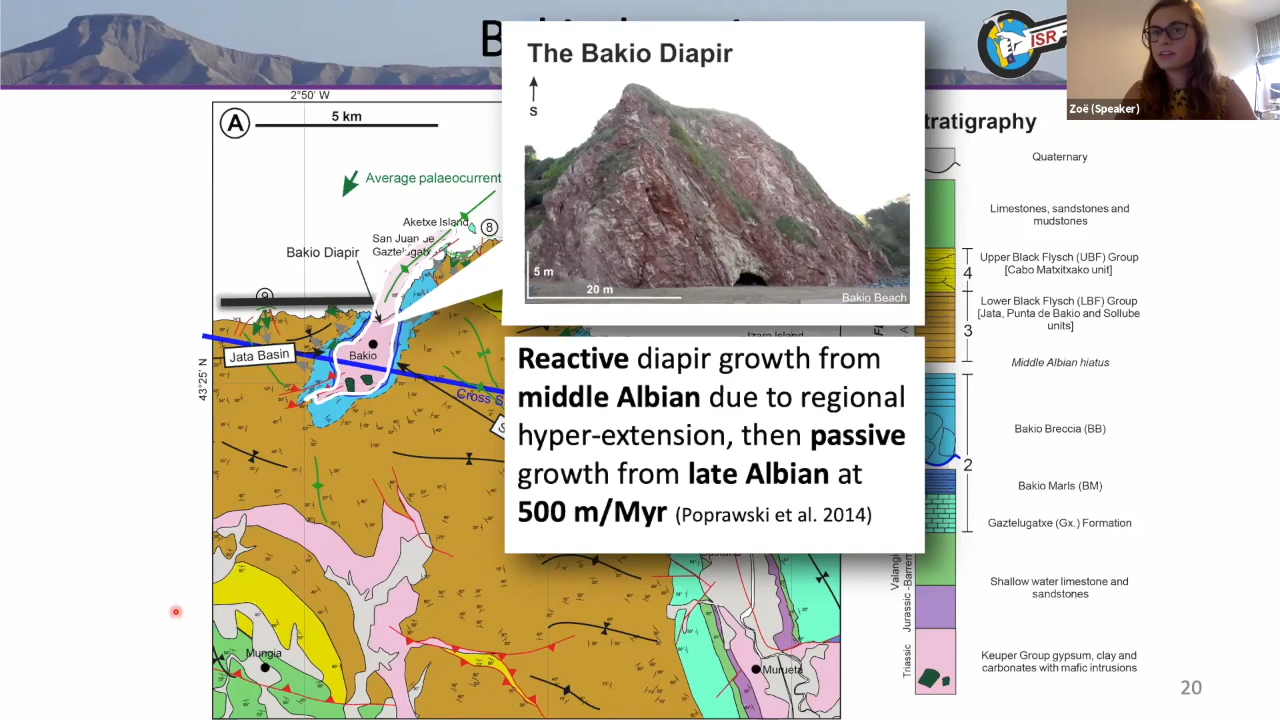 The Bakio Diapir
S
5 m
20 m
Bakio Beach
ISR
Zoë (Speaker)
2°50' W
A
5 km
Average palaeocurrent
Aketxe Island
8
San Juan de
Gaztelugatxe
Bakio Diapir
9
Jata Basin
Bakio
43°25' N
Cross S
Mungia
Murueta
Reactive diapir growth from
middle Albian due to regional
hyper-extension, then passive
growth from late Albian at
500 m/Myr (Poprawski et al. 2014)
tratigraphy
Quaternary
Limestones, sandstones and
mudstones
4
Upper Black Flysch (UBF) Group
[Cabo Matxitxako unit]
3
Lower Black Flysch (LBF) Group
[Jata, Punta de Bakio and Sollube
units]
Middle Albian hiatus
Bakio Breccia (BB)
2
Bakio Marls (BM)
Gaztelugatxe (Gx.) Formation
Shallow water limestone and
sandstones
Jurassic
Triassic
Keuper Group gypsum, clay and
carbonates with mafic intrusions
20